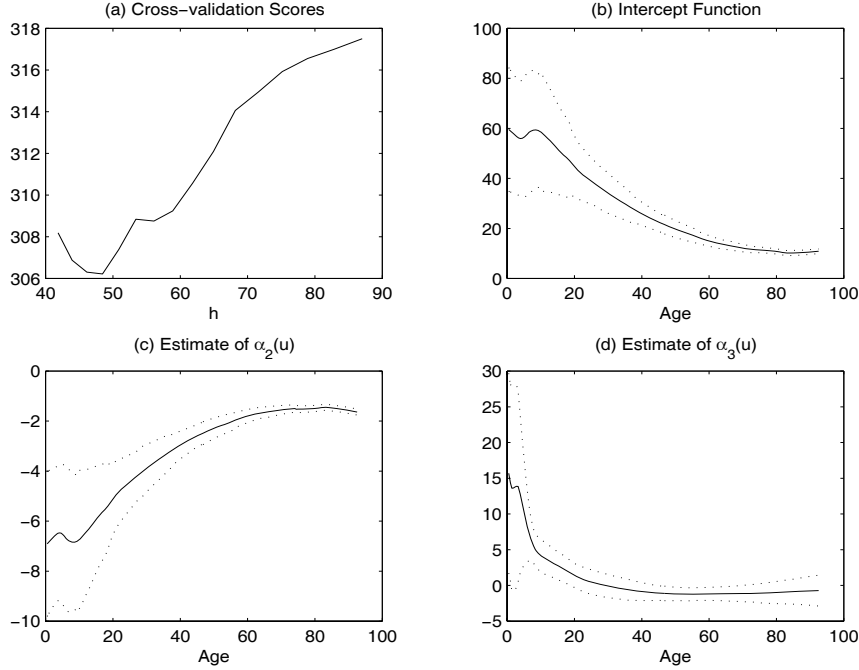 (a) Cross−validation Scores
318
316
314
312
310
308
306
40 50 60 70 80 90
h
(b) Intercept Function
100
80
60
40
20
0
0 20 40 60 80 100
Age
(c) Estimate of α2(u)
0
−2
−4
−6
−8
−10
0 20 40 60 80 100
Age
(d) Estimate of α3(u)
30
25
20
15
10
5
0
−5
0 20 40 60 80 100
Age